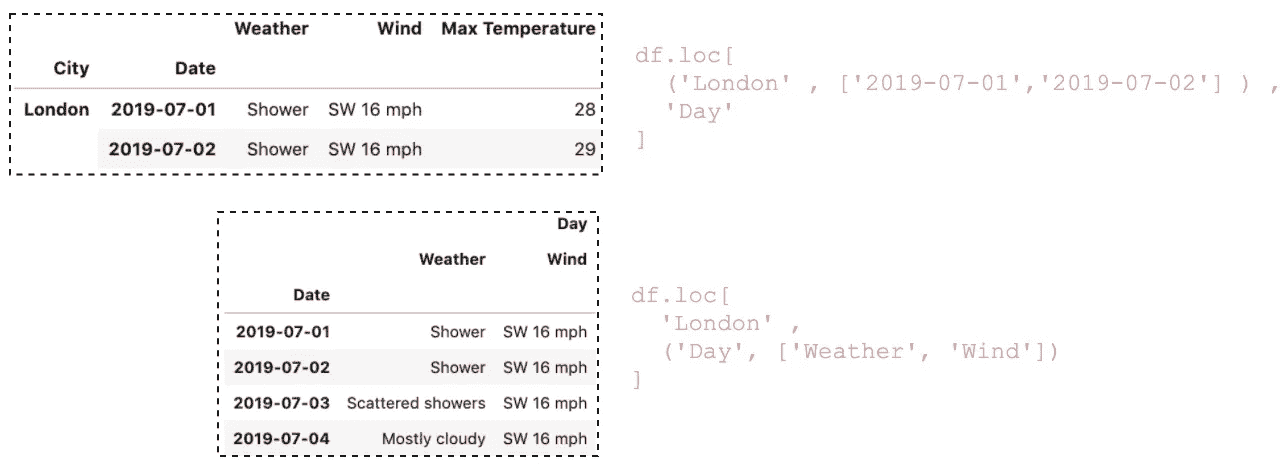 Weather Wind Max Temperature
City Date
London 2019-07-01 Shower SW 16 mph 28
2019-07-02 Shower SW 16 mph 29
df.loc[
('London' , ['2019-07-01','2019-07-02'] ) ,
'Day'
]
Day
Weather Wind
Date
2019-07-01 Shower SW 16 mph
2019-07-02 Shower SW 16 mph
2019-07-03 Scattered showers SW 16 mph
2019-07-04 Mostly cloudy SW 16 mph
df.loc[
'London' ,
('Day', ['Weather', 'Wind'])
]